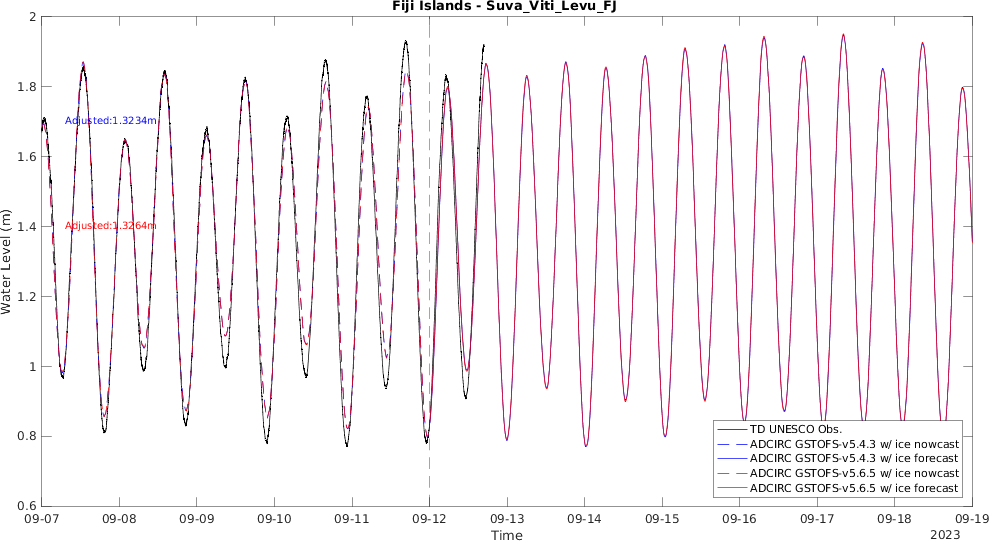 Fiji Islands - Suva_Viti_Levu_FJ
2
1.8
1.6
1.4
1.2
1
0.8
0.6
Water Level (m)
Adjusted:1.3234m
Adjusted:1.3264m
TD UNESCO Obs.
ADCIRC GSTOFS-v5.4.3 w/ ice nowcast
ADCIRC GSTOFS-v5.4.3 w/ ice forecast
ADCIRC GSTOFS-v5.6.5 w/ ice nowcast
ADCIRC GSTOFS-v5.6.5 w/ ice forecast
09-07 09-08 09-09 09-10 09-11 09-12 09-13 09-14 09-15 09-16 09-17 09-18 09-19
Time
2023